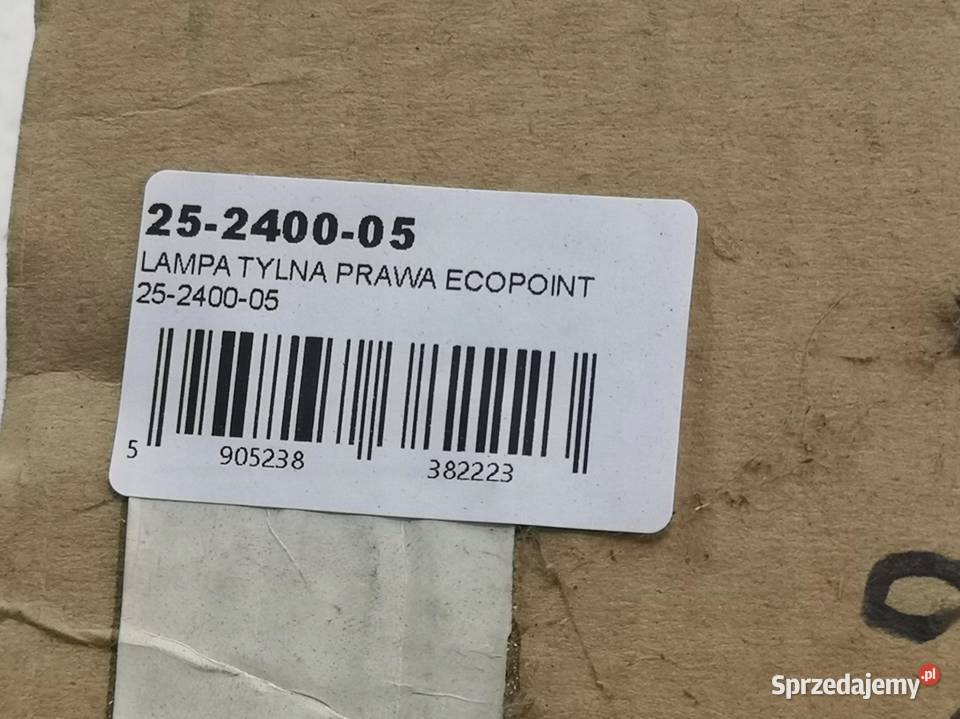 25-2400-05
LAMPA TYLNA PRAWA ECOPOINT
25-2400-05
5 905238 382223
Sprzedajemy.pl